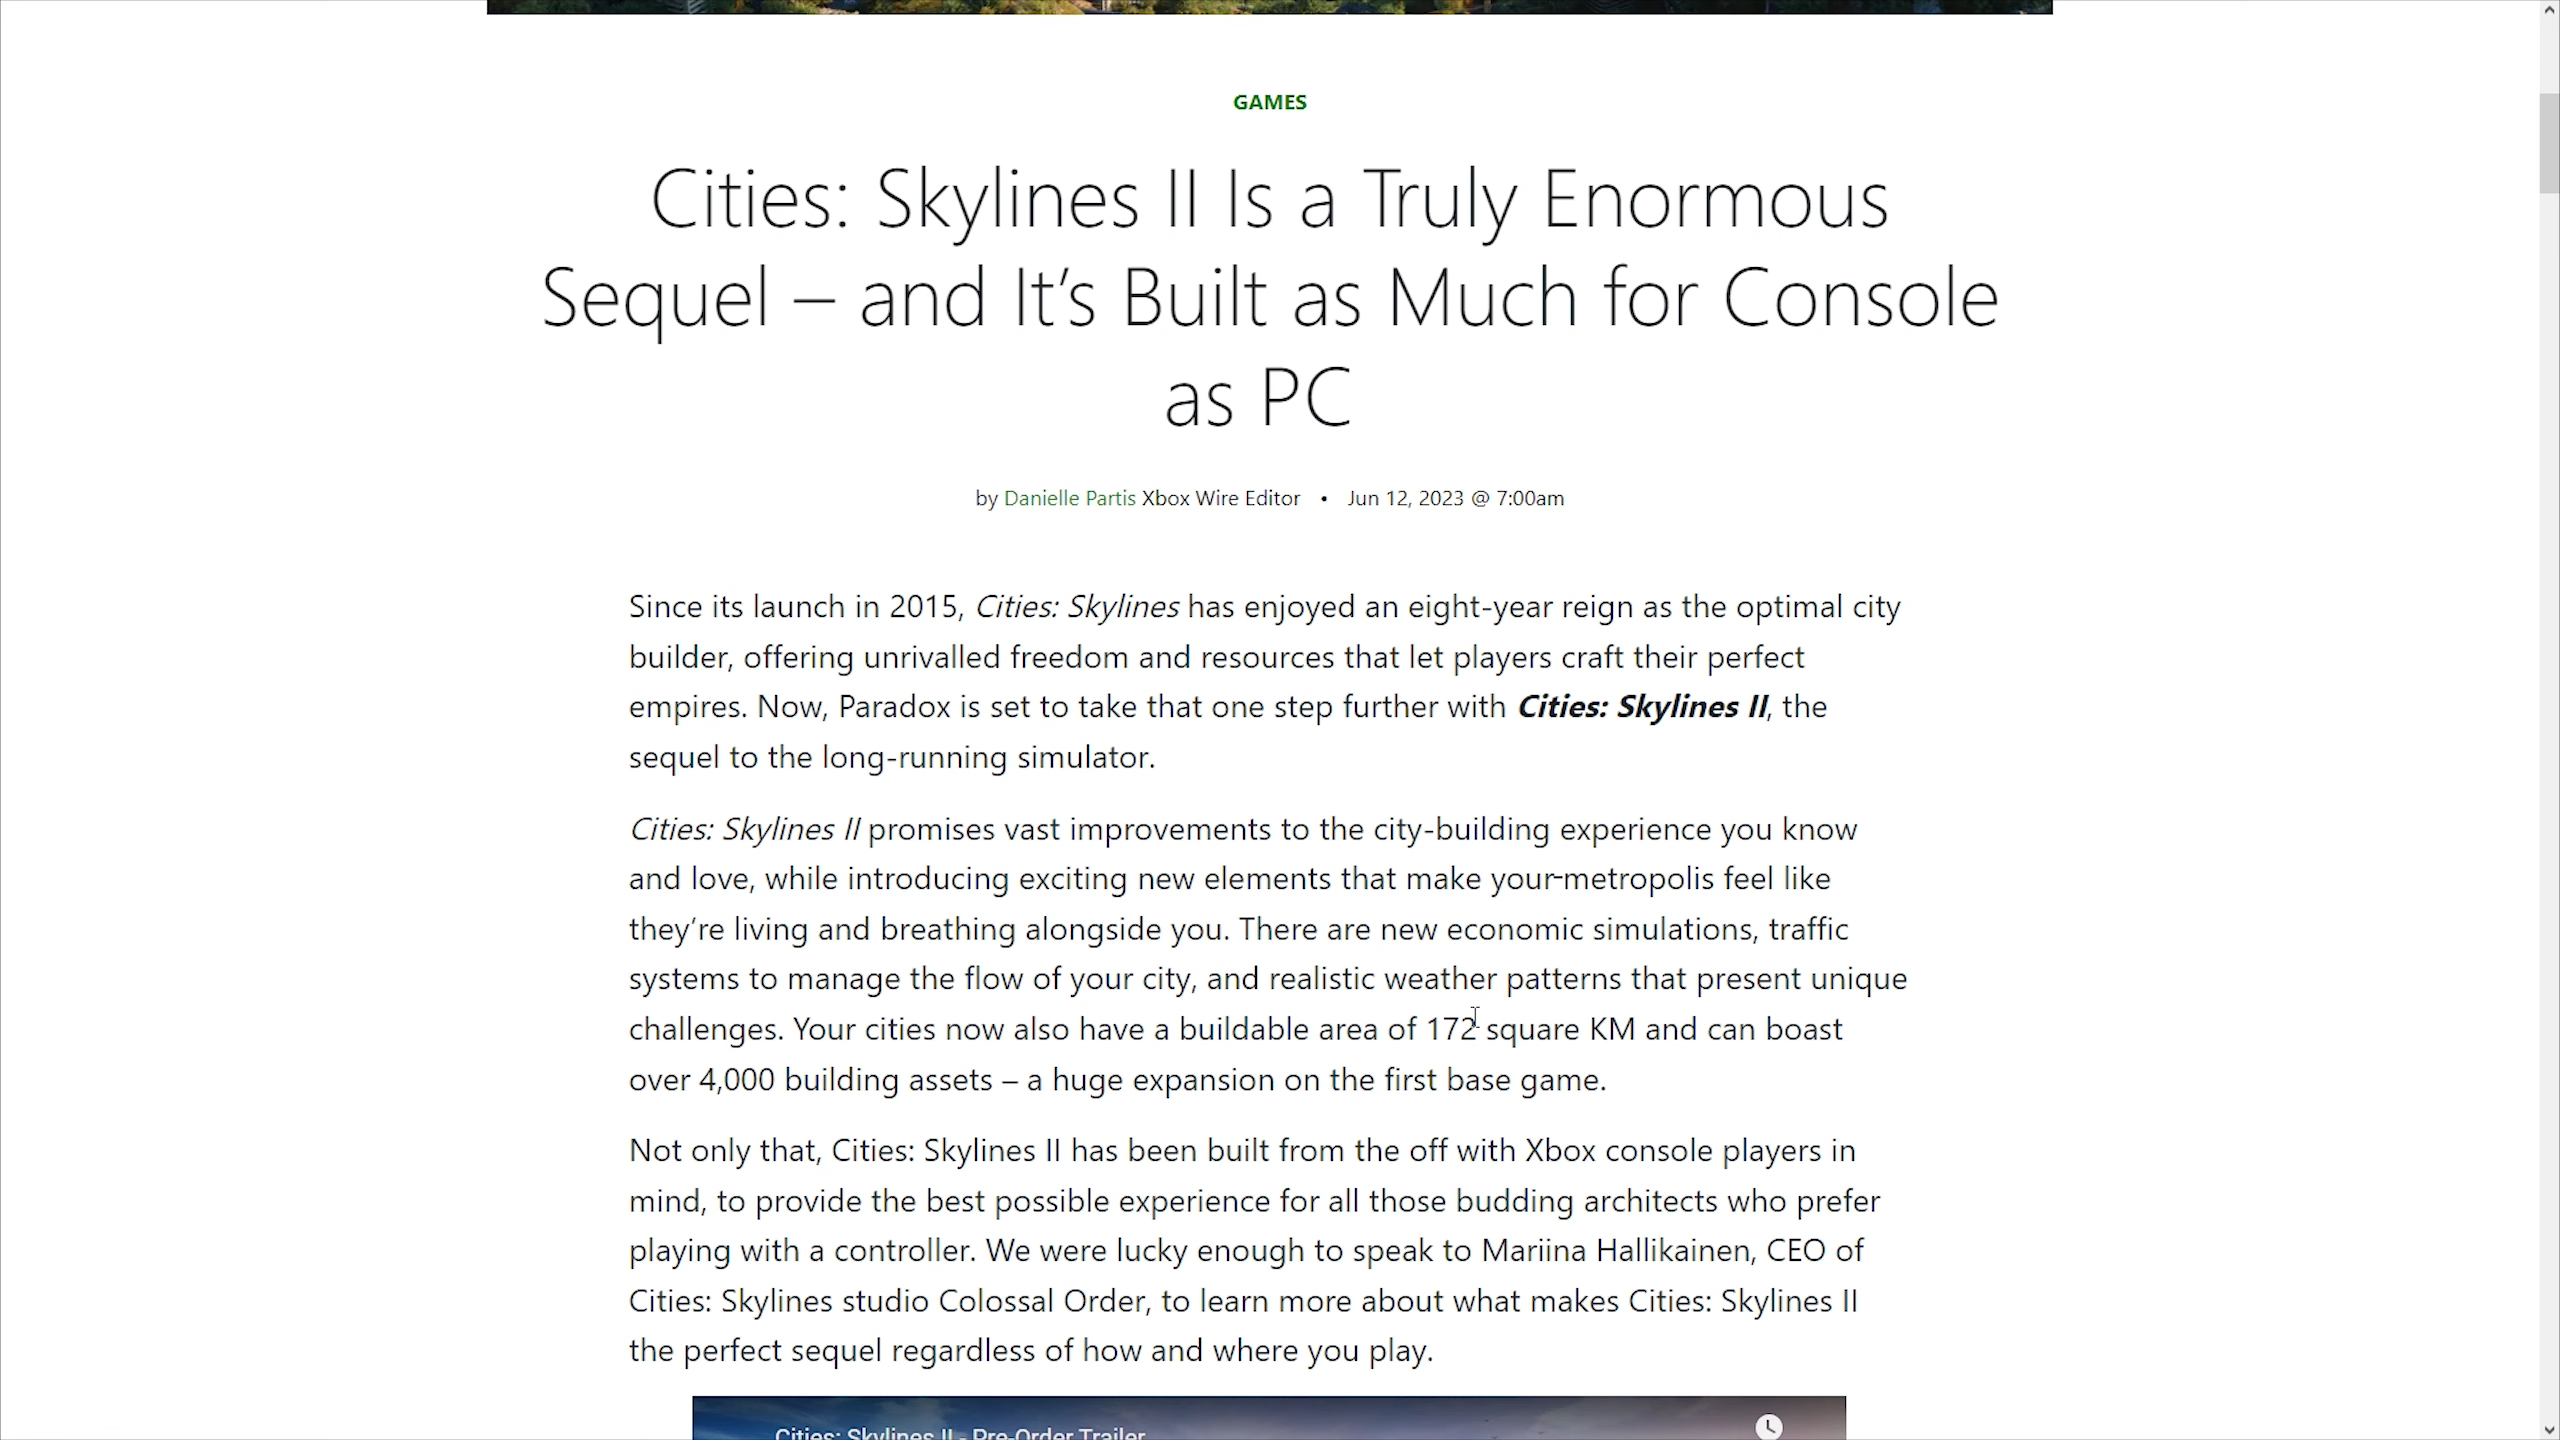 GAMES
Cities: Skylines II Is a Truly Enormous
Sequel – and It’s Built as Much for Console
as PC
by Danielle Partis Xbox Wire Editor • Jun 12, 2023 @ 7:00am
Since its launch in 2015, Cities: Skylines has enjoyed an eight-year reign as the optimal city
builder, offering unrivalled freedom and resources that let players craft their perfect
empires. Now, Paradox is set to take that one step further with Cities: Skylines II, the
sequel to the long-running simulator.
Cities: Skylines II promises vast improvements to the city-building experience you know
and love, while introducing exciting new elements that make your metropolis feel like
they’re living and breathing alongside you. There are new economic simulations, traffic
systems to manage the flow of your city, and realistic weather patterns that present unique
challenges. Your cities now also have a buildable area of 172 square KM and can boast
over 4,000 building assets – a huge expansion on the first base game.
Not only that, Cities: Skylines II has been built from the off with Xbox console players in
mind, to provide the best possible experience for all those budding architects who prefer
playing with a controller. We were lucky enough to speak to Mariina Hallikainen, CEO of
Cities: Skylines studio Colossal Order, to learn more about what makes Cities: Skylines II
the perfect sequel regardless of how and where you play.
Cities: Skylines II - Pre-Order Trailer